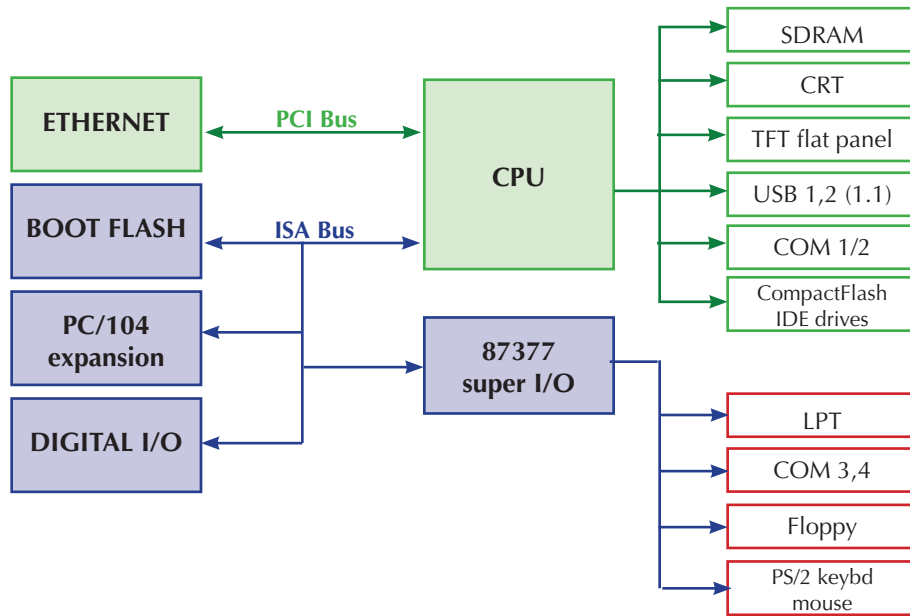 ETHERNET
PCI Bus
BOOT FLASH
ISA Bus
PC/104
expansion
DIGITAL I/O
CPU
87377
super I/O
SDRAM
CRT
TFT flat panel
USB 1,2 (1.1)
COM 1/2
CompactFlash
IDE drives
LPT
COM 3,4
Floppy
PS/2 keybd
mouse